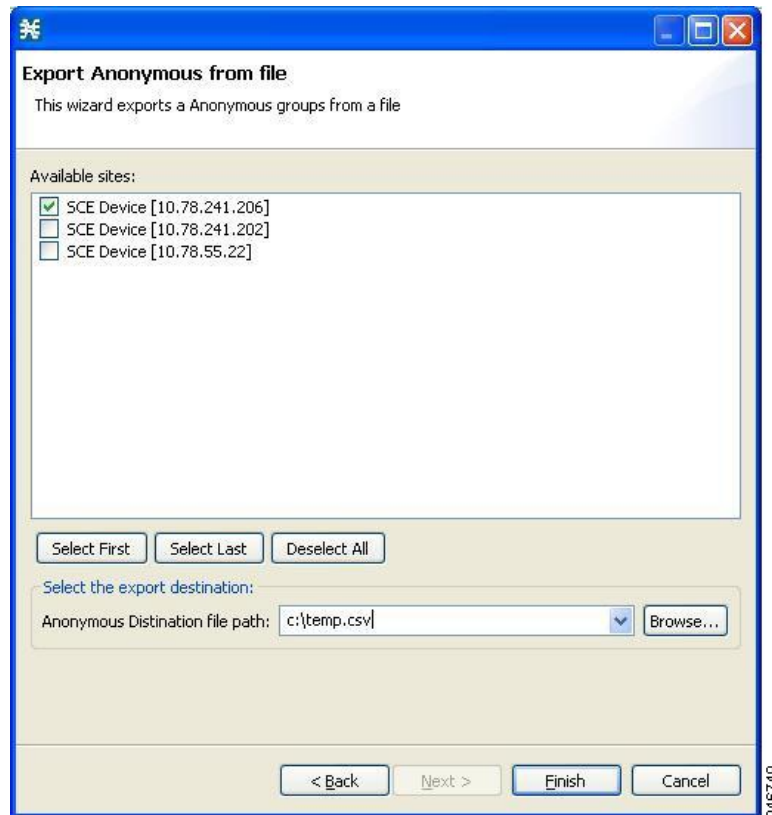 Export Anonymous from file
This wizard exports a Anonymous groups from a file
Available sites:
SCE Device [10.78.241.206]
SCE Device [10.78.241.202]
SCE Device [10.78.55.22]
Select First Select Last Deselect All
Select the export destination:
Anonymous Distination file path: c:\temp.csv Browse...
< Back Next > Finish Cancel